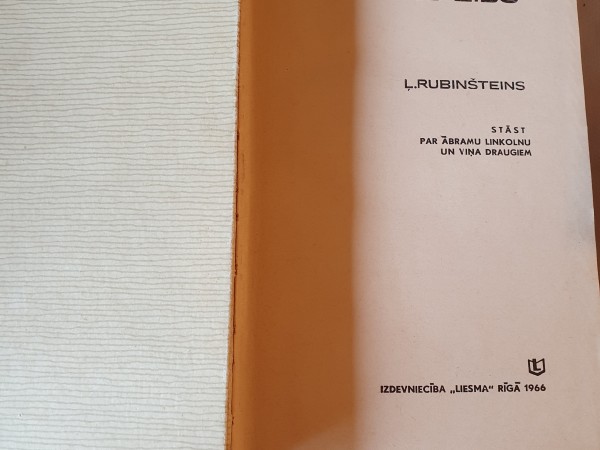 Ļ.RUBINŠTEINS
STĀST
PAR ĀBRAMU LINKOLNU
UN VIŅA DRAUGIEM
IZDEVNIECĪBA „LIESMA" RĪGĀ 1966